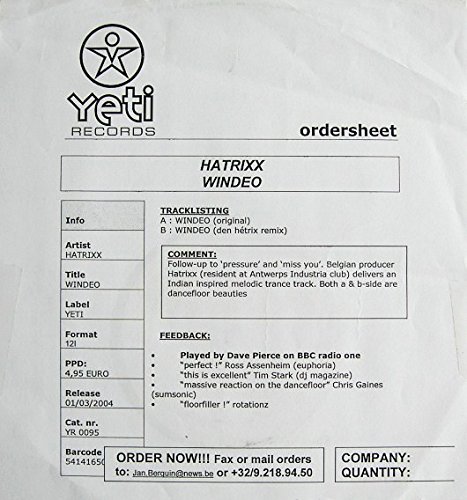 Yeti
RECORDS
ordersheet
HATRIXX
WINDEO
Info
Artist
HATRIXX
Title
WINDEO
Label
YETI
Format
12I
PPD:
4,95 EURO
Release
01/03/2004
Cat. nr.
YR 0095
Barcode
54141650
TRACKLISTING
A : WINDEO (original)
B : WINDEO (den hétrix remix)
COMMENT:
Follow-up to 'pressure' and 'miss you'. Belgian producer
Hatrixx (resident at Antwerps Industria club) delivers an
Indian inspired melodic trance track. Both a & b-side are
dancefloor beauties
FEEDBACK:
• Played by Dave Pierce on BBC radio one
• "perfect !" Ross Assenheim (euphoria)
• "this is excellent" Tim Stark (dj magazine)
• "massive reaction on the dancefloor" Chris Gaines
(sumsonic)
• "floorfiller !" rotationz
ORDER NOW!!! Fax or mail orders
to: Jan.Berquin@news.be or +32/9.218.94.50
COMPANY:
QUANTITY: